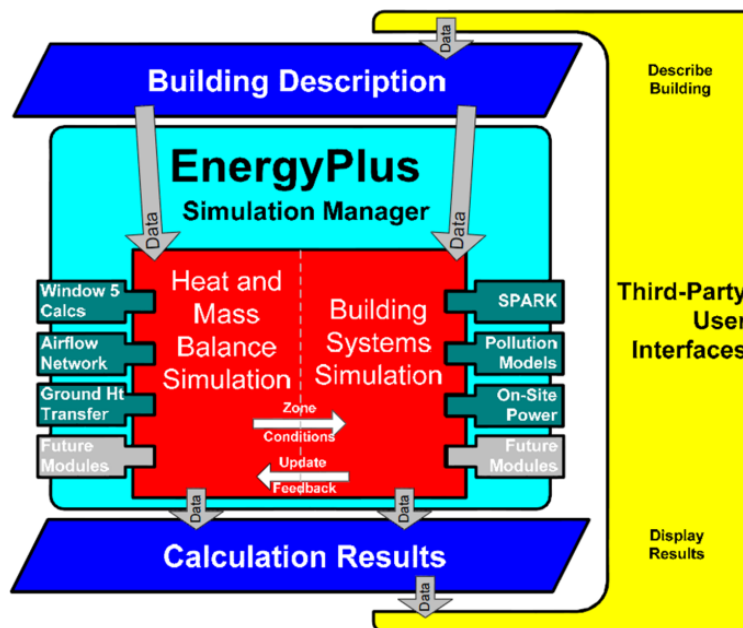 Data
Building Description
Describe
Building
EnergyPlus
Simulation Manager
Data
Data
Window 5
Calcs
Airflow
Network
Ground Ht
Transfer
Future
Modules
Heat and
Mass
Balance
Simulation
Building
Systems
Simulation
Zone
Conditions
Update
Feedback
SPARK
Pollution
Models
On-Site
Power
Future
Modules
Third-Party
User
Interfaces
Data
Data
Calculation Results
Display
Results
Data